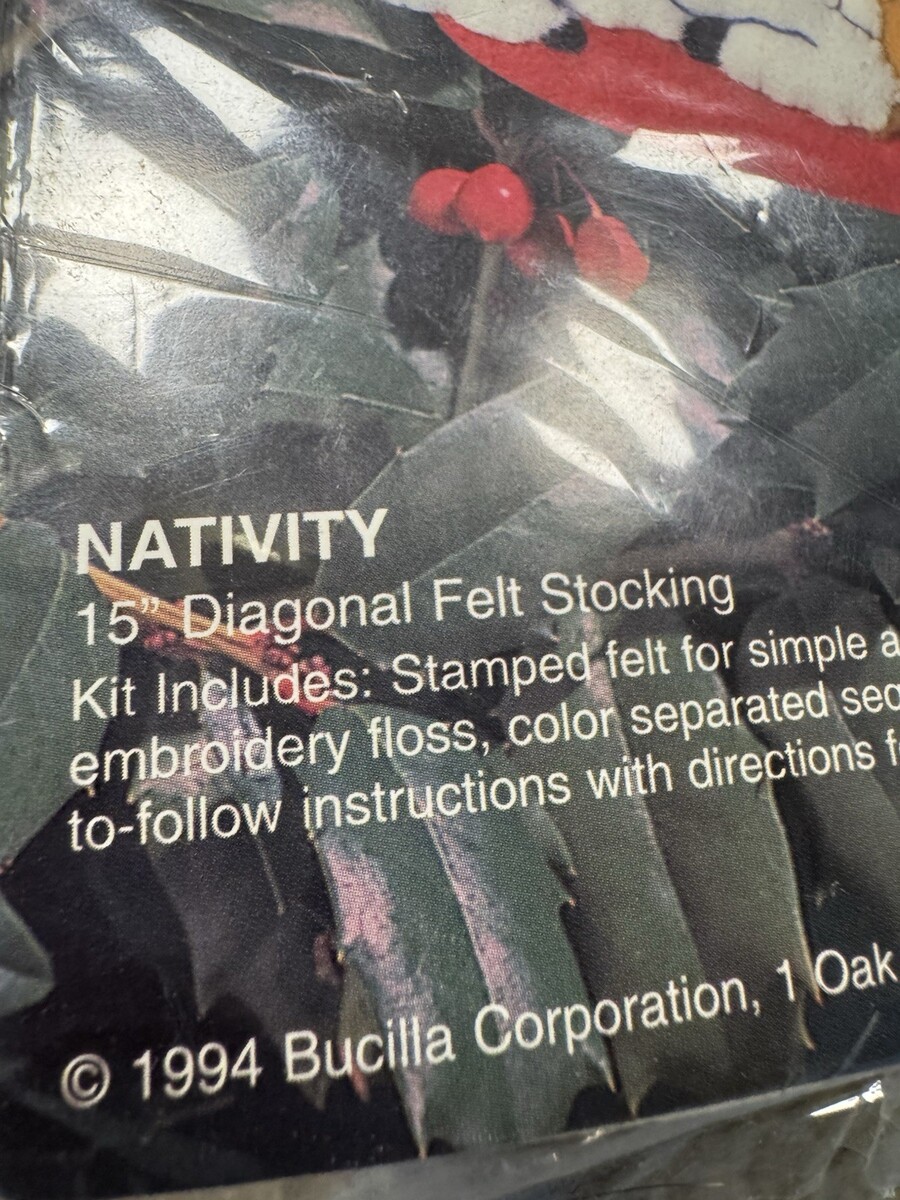 NATIVITY
15” Diagonal Felt Stocking
Kit Includes: Stamped felt for simple
embroidery floss, color separated
to-follow instructions with directions
© 1994 Bucilla Corporation, 1 Oak